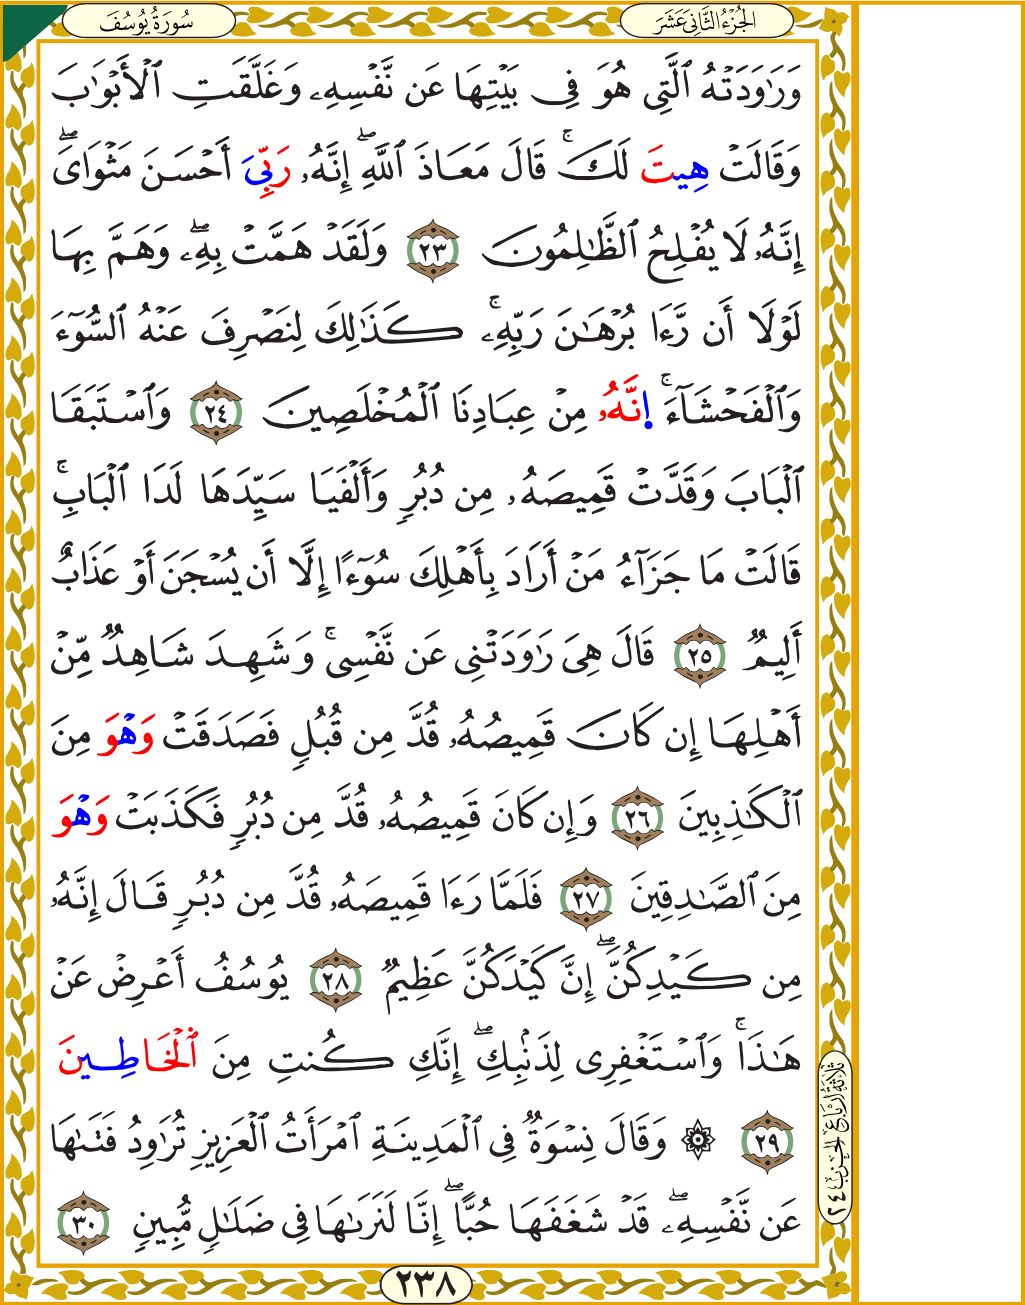 سُورَةُ يُوسُفَ
الجُزْءُ الثَّانِي عَشَرَ
وَرَٰوَدَتْهُ ٱلَّتِي هُوَ فِي بَيْتِهَا عَن نَّفْسِهِۦ وَغَلَّقَتِ ٱلْأَبْوَٰبَ
وَقَالَتْ هِيتَ لَكَۚ قَالَ مَعَاذَ ٱللَّهِۖ إِنَّهُۥ رَبِّيَ أَحْسَنَ مَثْوَايَۖ
إِنَّهُۥ لَا يُفْلِحُ ٱلظَّٰلِمُونَ ٢٣ وَلَقَدْ هَمَّتْ بِهِۦۖ وَهَمَّ بِهَا
لَوْلَا أَن رَّءَا بُرْهَٰنَ رَبِّهِۦۚ كَذَٰلِكَ لِنَصْرِفَ عَنْهُ ٱلسُّوٓءَ
وَٱلْفَحْشَآءَۚ اِنَّهُۥ مِنْ عِبَادِنَا ٱلْمُخْلَصِينَ ٢٤ وَٱسْتَبَقَا
ٱلْبَابَ وَقَدَّتْ قَمِيصَهُۥ مِن دُبُرٍ وَأَلْفَيَا سَيِّدَهَا لَدَا ٱلْبَابِۚ
قَالَتْ مَا جَزَآءُ مَنْ أَرَادَ بِأَهْلِكَ سُوٓءًا إِلَّا أَن يُسْجَنَ أَوْ عَذَابٌ
أَلِيمٌ ٢٥ قَالَ هِيَ رَٰوَدَتْنِي عَن نَّفْسِيۚ وَشَهِدَ شَاهِدٌ مِّنْ
أَهْلِهَا إِن كَانَ قَمِيصُهُۥ قُدَّ مِن قُبُلٍ فَصَدَقَتْ وَهْوَ مِنَ
ٱلْكَٰذِبِينَ ٢٦ وَإِن كَانَ قَمِيصُهُۥ قُدَّ مِن دُبُرٍ فَكَذَبَتْ وَهْوَ
مِنَ ٱلصَّٰدِقِينَ ٢٧ فَلَمَّا رَءَا قَمِيصَهُۥ قُدَّ مِن دُبُرٍ قَالَ إِنَّهُۥ
مِن كَيْدِكُنَّۖ إِنَّ كَيْدَكُنَّ عَظِيمٌ ٢٨ يُوسُفُ أَعْرِضْ عَنْ
هَٰذَاۚ وَٱسْتَغْفِرِي لِذَنۢبِكِۖ إِنَّكِ كُنتِ مِنَ ٱلْخَاطِينَ
٢٩ ۞ وَقَالَ نِسْوَةٌ فِي ٱلْمَدِينَةِ ٱمْرَأَتُ ٱلْعَزِيزِ تُرَٰوِدُ فَتَىٰهَا
عَن نَّفْسِهِۦۖ قَدْ شَغَفَهَا حُبًّاۖ إِنَّا لَنَرَىٰهَا فِي ضَلَٰلٍ مُّبِينٍ ٣٠
ثلاثة أرباع الحزب ٢٤
٢٣٨